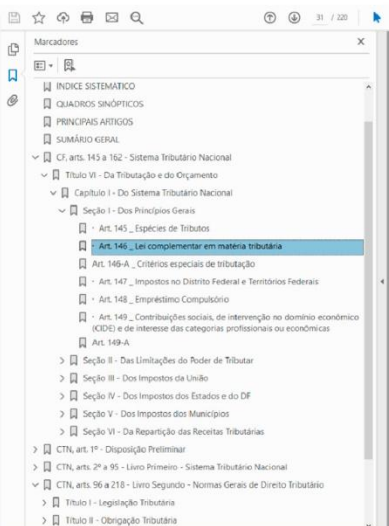 31 / 220
Marcadores
X
ÍNDICE SISTEMÁTICO
QUADROS SINÓPTICOS
PRINCIPAIS ARTIGOS
SUMÁRIO GERAL
CF, arts. 145 a 162 - Sistema Tributário Nacional
Título VI - Da Tributação e do Orçamento
Capítulo I - Do Sistema Tributário Nacional
Seção I - Dos Princípios Gerais
· Art. 145 _ Espécies de Tributos
· Art. 146 _ Lei complementar em matéria tributária
Art. 146-A _ Critérios especiais de tributação
· Art. 147 _ Impostos no Distrito Federal e Territórios Federais
· Art. 148 _ Empréstimo Compulsório
· Art. 149 _ Contribuições sociais, de intervenção no domínio econômico
(CIDE) e de interesse das categorias profissionais ou econômicas
Art. 149-A
Seção II - Das Limitações do Poder de Tributar
Seção III - Dos Impostos da União
Seção IV - Dos Impostos dos Estados e do DF
Seção V - Dos Impostos dos Municípios
Seção VI - Da Repartição das Receitas Tributárias
CTN, art. 1º - Disposição Preliminar
CTN, arts. 2º a 95 - Livro Primeiro - Sistema Tributário Nacional
CTN, arts. 96 a 218 - Livro Segundo - Normas Gerais de Direito Tributário
Título I - Legislação Tributária
Título II - Obrigação Tributária